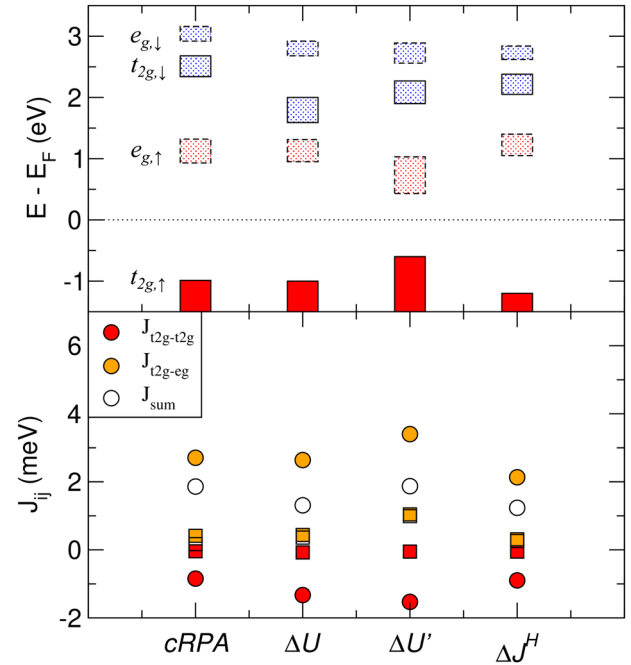 3
2
1
0
-1
E - E_F (eV)
e_g,↓
t_2g,↓
e_g,↑
t_2g,↑
J_t2g-t2g
J_t2g-eg
J_sum
6
4
2
0
-2
J_ij (meV)
cRPA ΔU ΔU' ΔJ^H